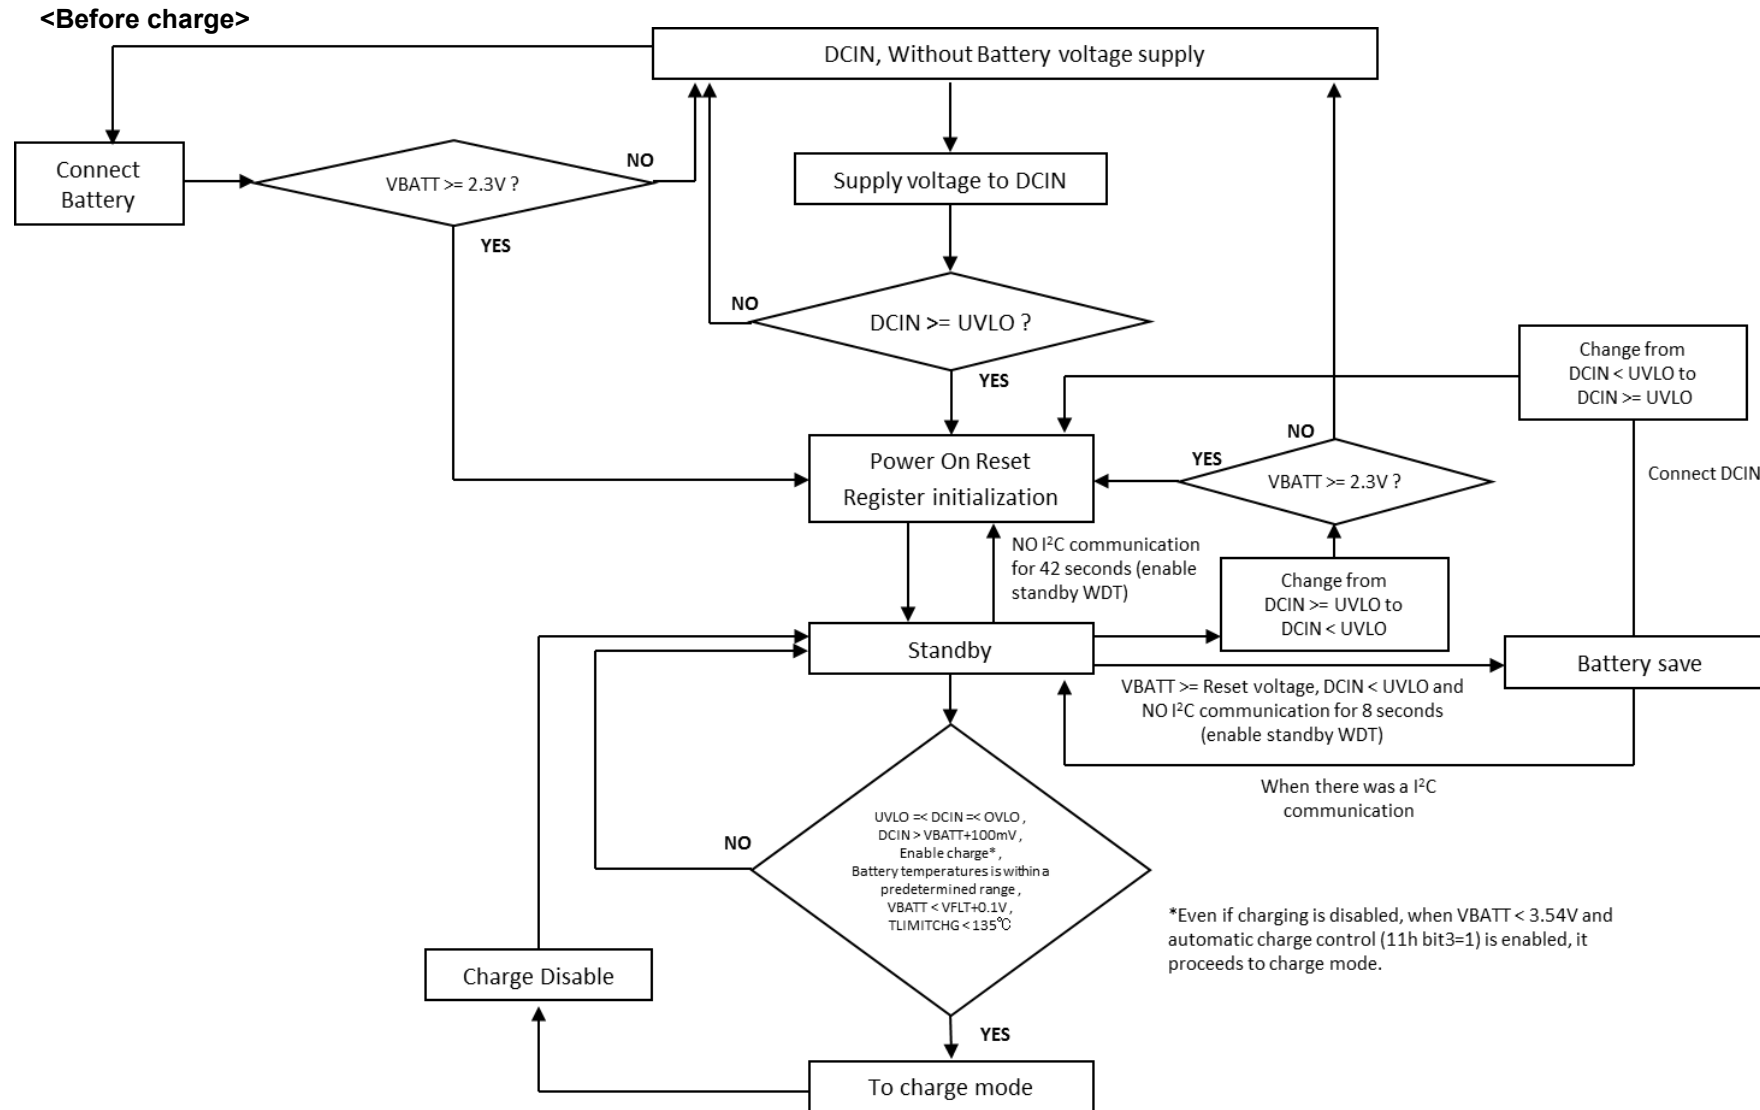 <Before charge>
DCIN, Without Battery voltage supply
Connect
Battery
VBATT >= 2.3V ?
NO
YES
Supply voltage to DCIN
DCIN >= UVLO ?
NO
YES
Change from
DCIN < UVLO to
DCIN >= UVLO
Connect DCIN
Power On Reset
Register initialization
NO
YES
VBATT >= 2.3V ?
NO I²C communication
for 42 seconds (enable
standby WDT)
Change from
DCIN >= UVLO to
DCIN < UVLO
Standby
Battery save
VBATT >= Reset voltage, DCIN < UVLO and
NO I²C communication for 8 seconds
(enable standby WDT)
When there was a I²C
communication
UVLO =< DCIN =< OVLO ,
DCIN > VBATT+100mV ,
Enable charge* ,
Battery temperatures is within a
predetermined range ,
VBATT < VFLT+0.1V ,
TLIMITCHG < 135℃
NO
YES
*Even if charging is disabled, when VBATT < 3.54V and
automatic charge control (11h bit3=1) is enabled, it
proceeds to charge mode.
Charge Disable
To charge mode